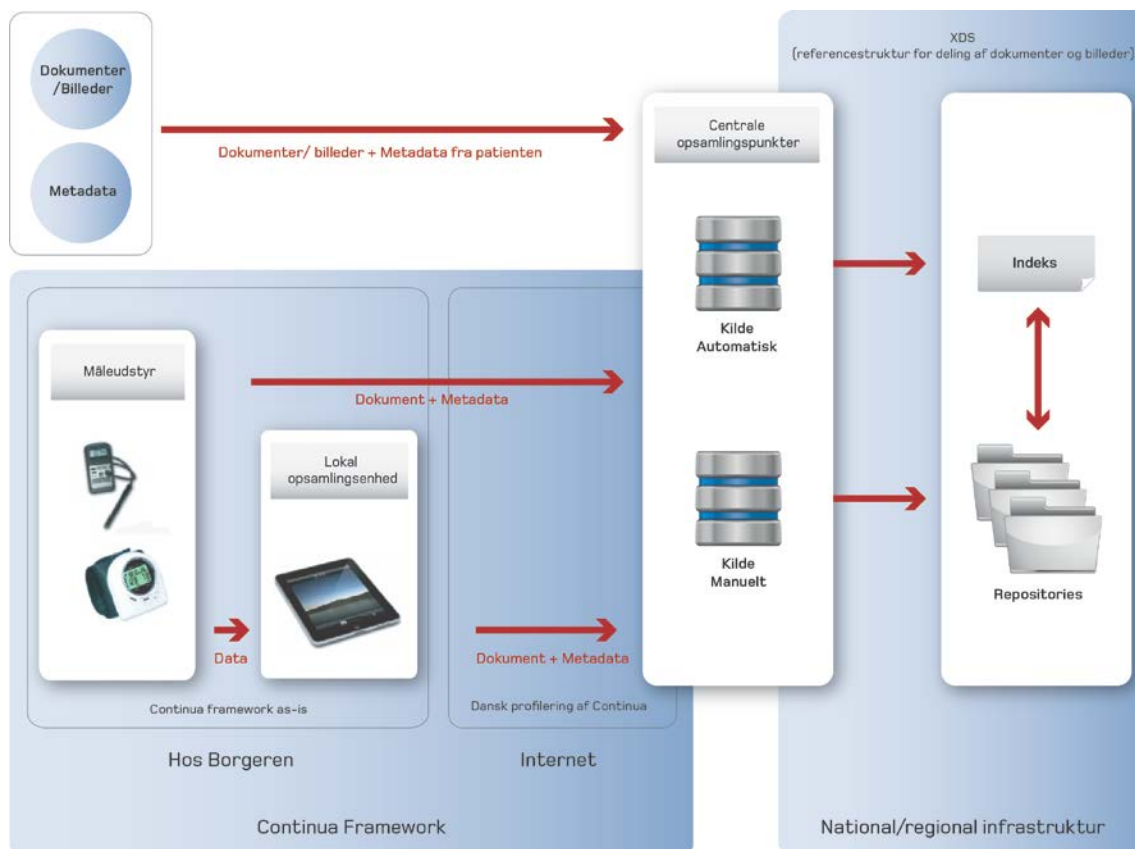 Dokumenter
/Billeder
Metadata
Dokumenter/ billeder + Metadata fra patienten
XDS
(referencestruktur for deling af dokumenter og billeder)
Centrale
opsamlingspunkter
Kilde
Automatisk
Kilde
Manuelt
Indeks
Repositories
Måleudstyr
Dokument + Metadata
Lokal
opsamlingsenhed
Data
Dokument + Metadata
Continua framework as-is
Dansk profilering af Continua
Hos Borgeren
Internet
Continua Framework
National/regional infrastruktur